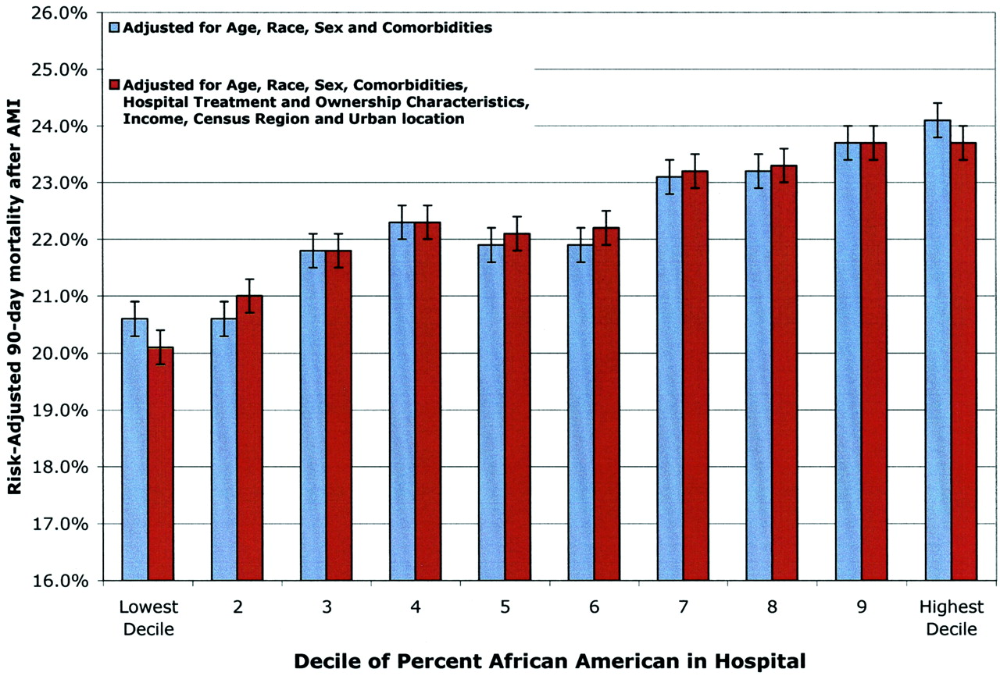 Risk-Adjusted 90-day mortality after AMI
26.0%
25.0%
24.0%
23.0%
22.0%
21.0%
20.0%
19.0%
18.0%
17.0%
16.0%
Adjusted for Age, Race, Sex and Comorbidities
Adjusted for Age, Race, Sex, Comorbidities,
Hospital Treatment and Ownership Characteristics,
Income, Census Region and Urban location
Lowest Decile
2
3
4
5
6
7
8
9
Highest Decile
Decile of Percent African American in Hospital